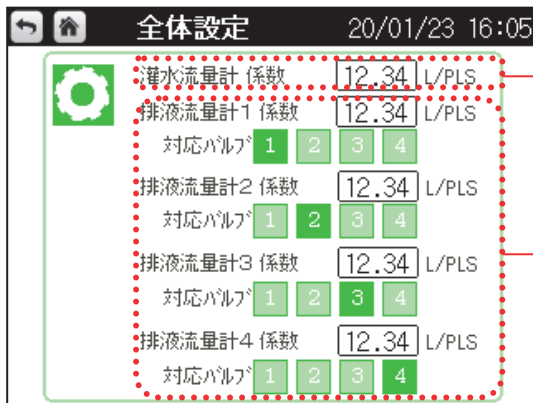 全体設定 20/01/23 16:05
灌水流量計 係数 12.34 L/PLS
排液流量計1 係数 12.34 L/PLS
対応バルブ 1 2 3 4
排液流量計2 係数 12.34 L/PLS
対応バルブ 1 2 3 4
排液流量計3 係数 12.34 L/PLS
対応バルブ 1 2 3 4
排液流量計4 係数 12.34 L/PLS
対応バルブ 1 2 3 4